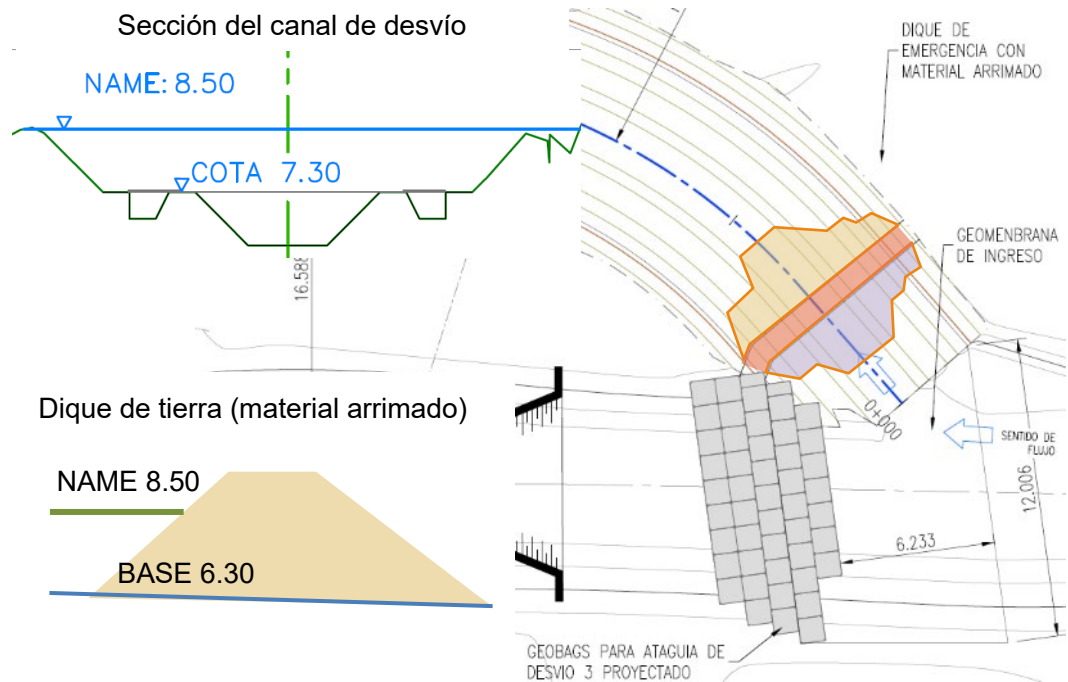 Sección del canal de desvío
NAME: 8.50
COTA 7.30
16.588
Dique de tierra (material arrimado)
NAME 8.50
BASE 6.30
DIQUE DE
EMERGENCIA CON
MATERIAL ARRIMADO
GEOMENBRANA
DE INGRESO
0+000
SENTIDO DE
FLUJO
12.006
6.233
GEOBAGS PARA ATAGUIA DE
DESVIO 3 PROYECTADO